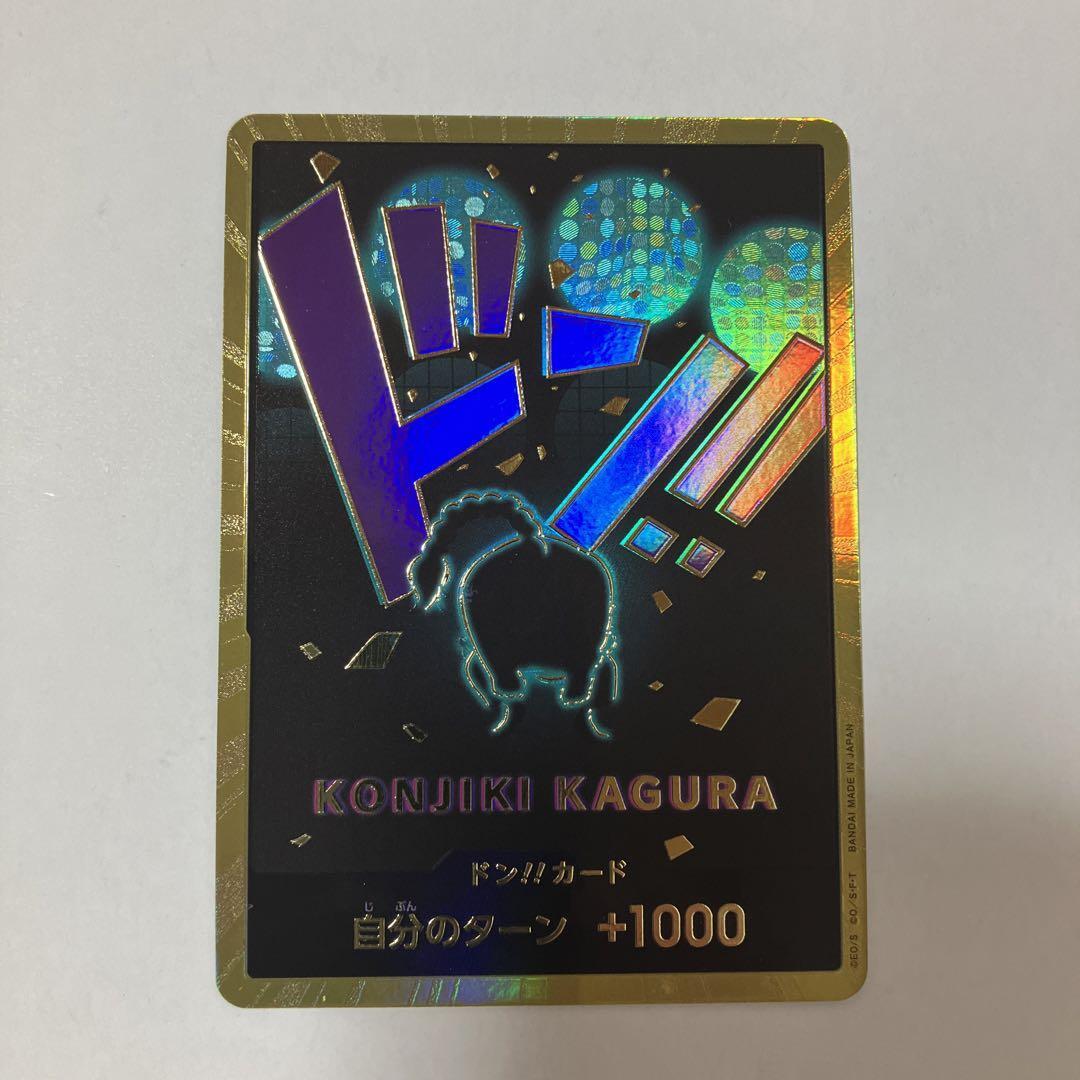 ドン!!
KONJIKI KAGURA
ドン!!カード
じ ぶん
自分のターン +1000
©EO/S ©O/S・F・T BANDAI MADE IN JAPAN